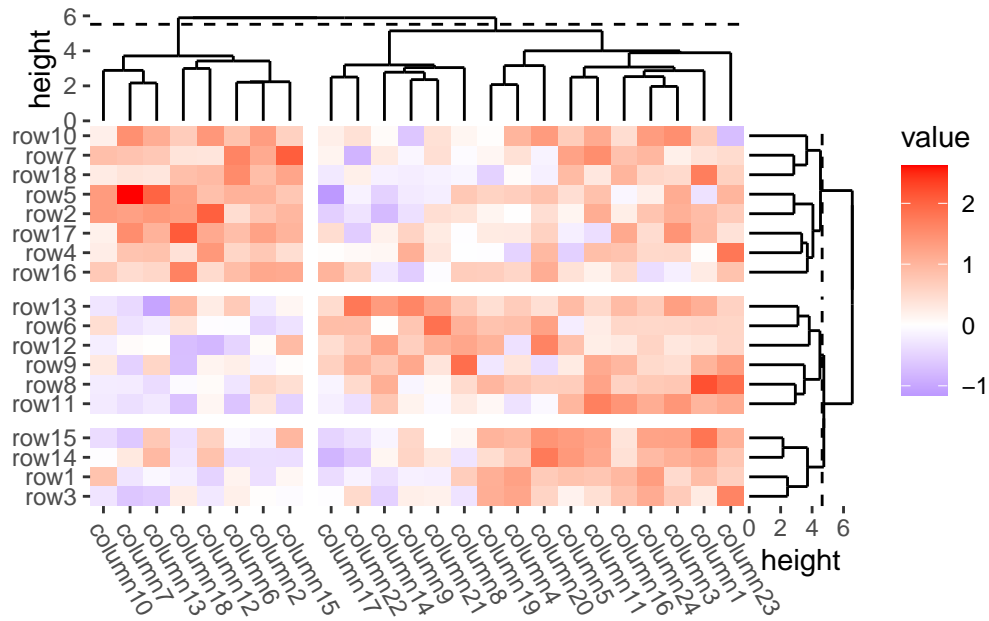 6
4
2
0
height
row10
row7
row18
row5
row2
row17
row4
row16
row13
row6
row12
row9
row8
row11
row15
row14
row1
row3
column10
column7
column13
column18
column12
column6
column2
column15
column17
column22
column14
column9
column21
column8
column19
column4
column20
column5
column11
column16
column24
column3
column1
column23
0 2 4 6
height
value
2
1
0
−1